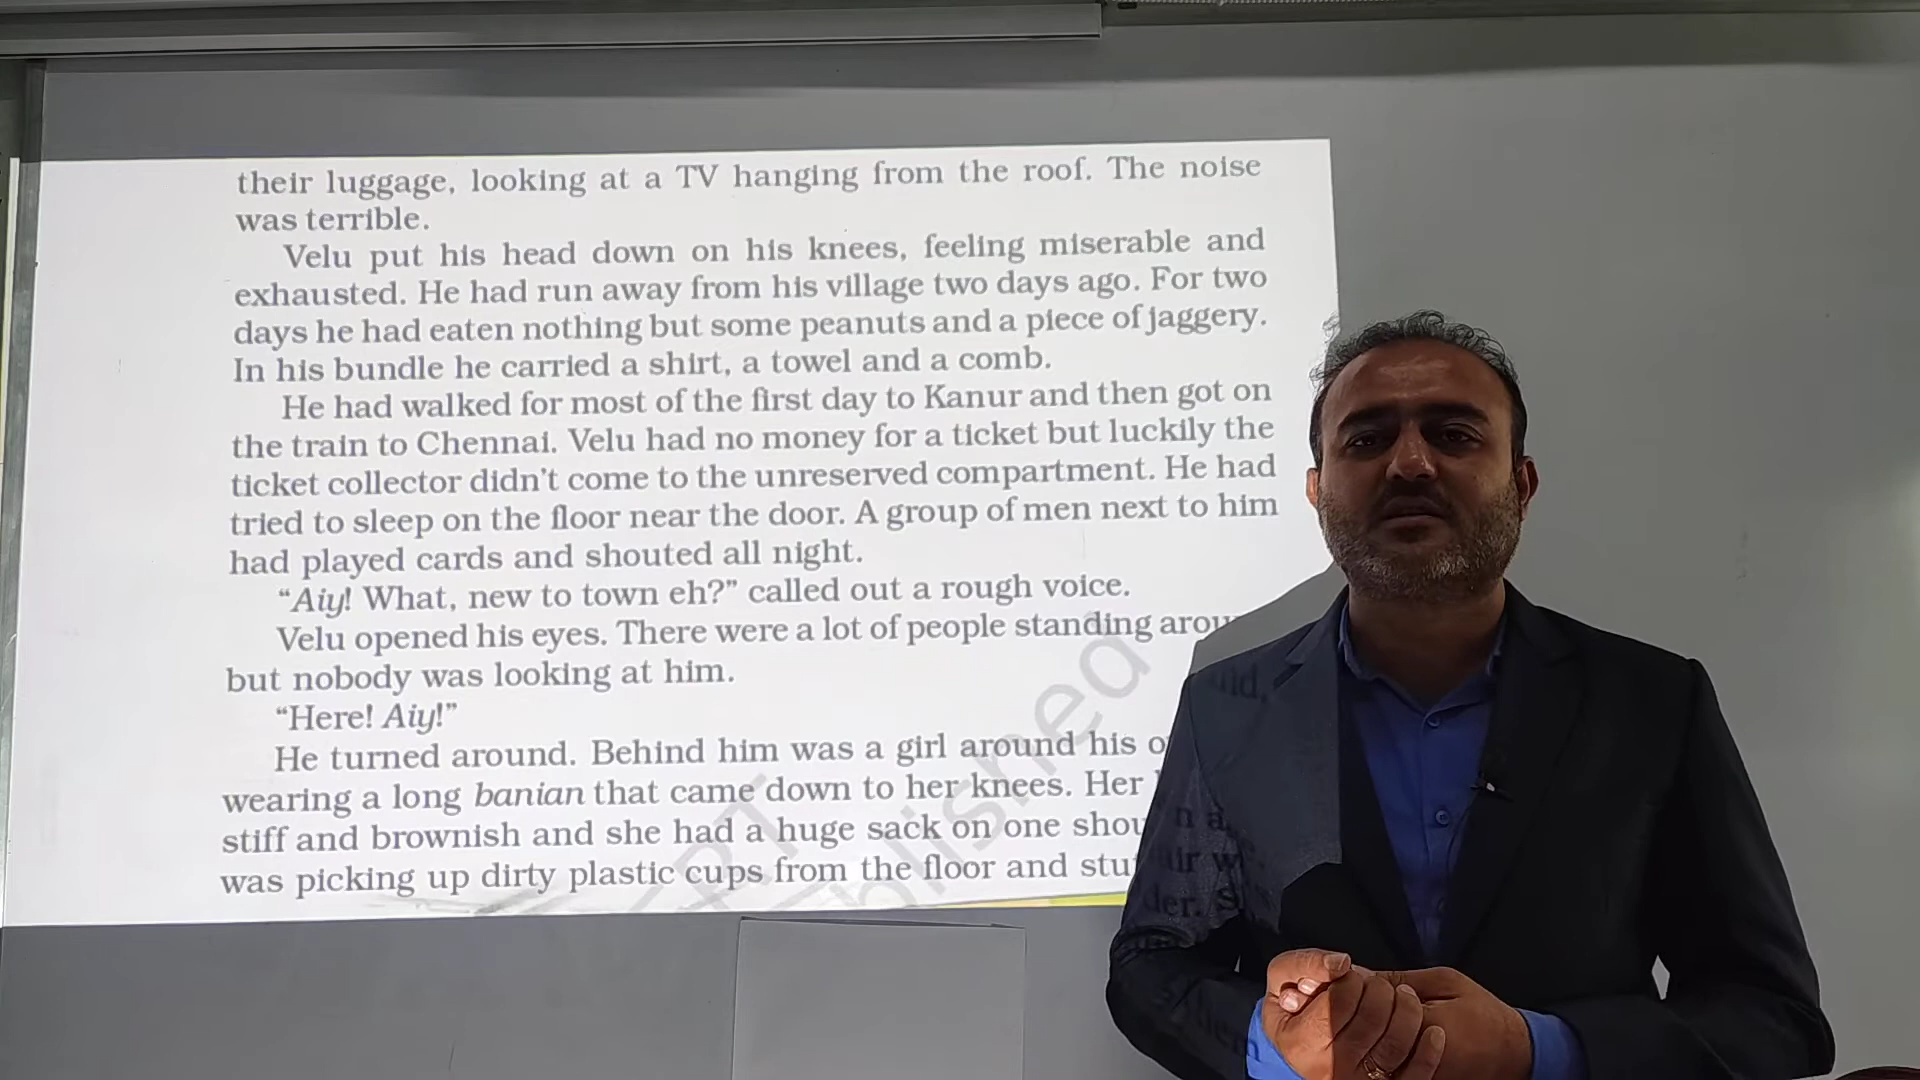 their luggage, looking at a TV hanging from the roof. The noise
was terrible.
Velu put his head down on his knees, feeling miserable and
exhausted. He had run away from his village two days ago. For two
days he had eaten nothing but some peanuts and a piece of jaggery.
In his bundle he carried a shirt, a towel and a comb.
He had walked for most of the first day to Kanur and then got on
the train to Chennai. Velu had no money for a ticket but luckily the
ticket collector didn't come to the unreserved compartment. He had
tried to sleep on the floor near the door. A group of men next to him
had played cards and shouted all night.
“Aiy! What, new to town eh?” called out a rough voice.
Velu opened his eyes. There were a lot of people standing around,
but nobody was looking at him.
“Here! Aiy!”
He turned around. Behind him was a girl around his
wearing a long banian that came down to her knees. Her
stiff and brownish and she had a huge sack on one shoulder. S
was picking up dirty plastic cups from the floor and